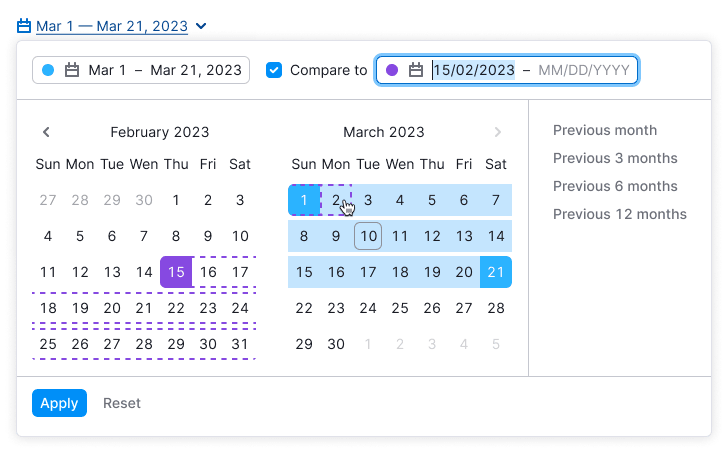 Mar 1 — Mar 21, 2023
Mar 1 – Mar 21, 2023 Compare to 15/02/2023 – MM/DD/YYYY
February 2023
Sun Mon Tue Wen Thu Fri Sat
27 28 29 30 1 2 3
4 5 6 7 8 9 10
11 12 13 14 15 16 17
18 19 20 21 22 23 24
25 26 27 28 29 30 31
March 2023
Sun Mon Tue Wen Thu Fri Sat
1 2 3 4 5 6 7
8 9 10 11 12 13 14
15 16 17 18 19 20 21
22 23 24 25 26 27 28
29 30 1 2 3 4 5
Previous month
Previous 3 months
Previous 6 months
Previous 12 months
Apply Reset